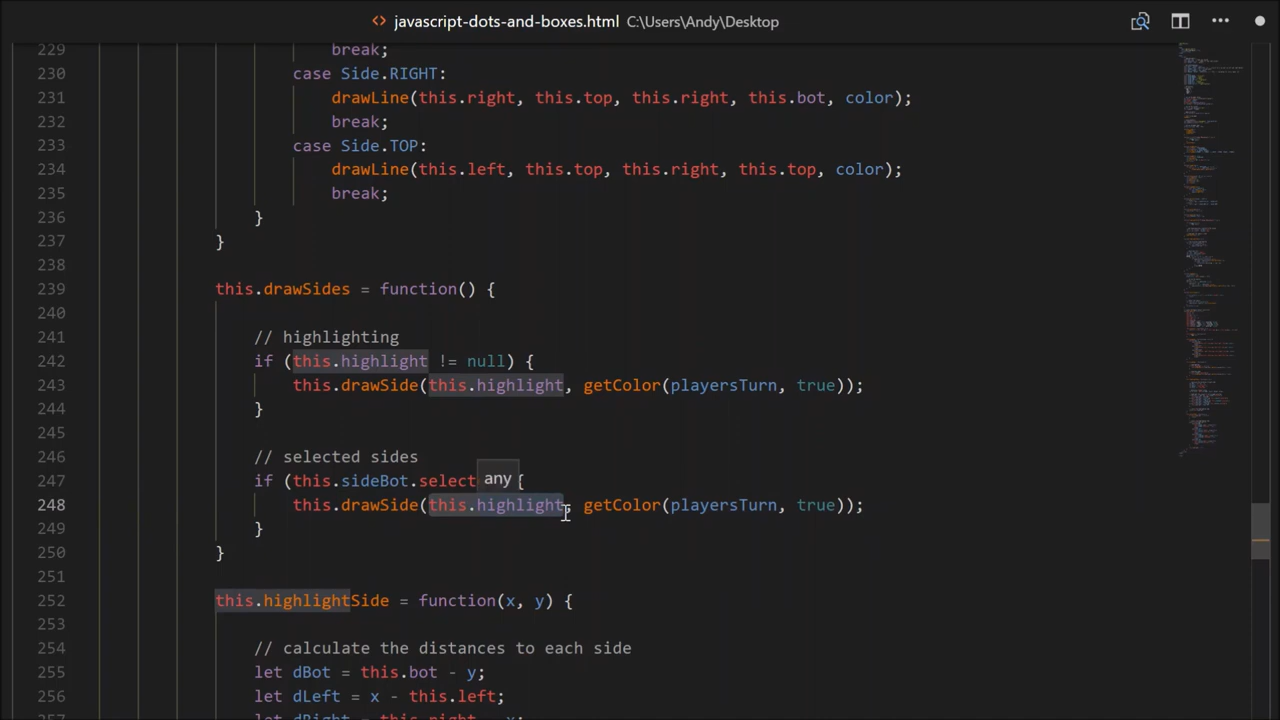 <> javascript-dots-and-boxes.html C:\Users\Andy\Desktop
229 break;
230 case Side.RIGHT:
231 drawLine(this.right, this.top, this.right, this.bot, color);
232 break;
233 case Side.TOP:
234 drawLine(this.left, this.top, this.right, this.top, color);
235 break;
236 }
237 }
238
239 this.drawSides = function() {
240
241 // highlighting
242 if (this.highlight != null) {
243 this.drawSide(this.highlight, getColor(playersTurn, true));
244 }
245
246 // selected sides
247 if (this.sideBot.select any {
248 this.drawSide(this.highlight, getColor(playersTurn, true));
249 }
250 }
251
252 this.highlightSide = function(x, y) {
253
254 // calculate the distances to each side
255 let dBot = this.bot - y;
256 let dLeft = x - this.left;
257 let dRight = this.right - x;